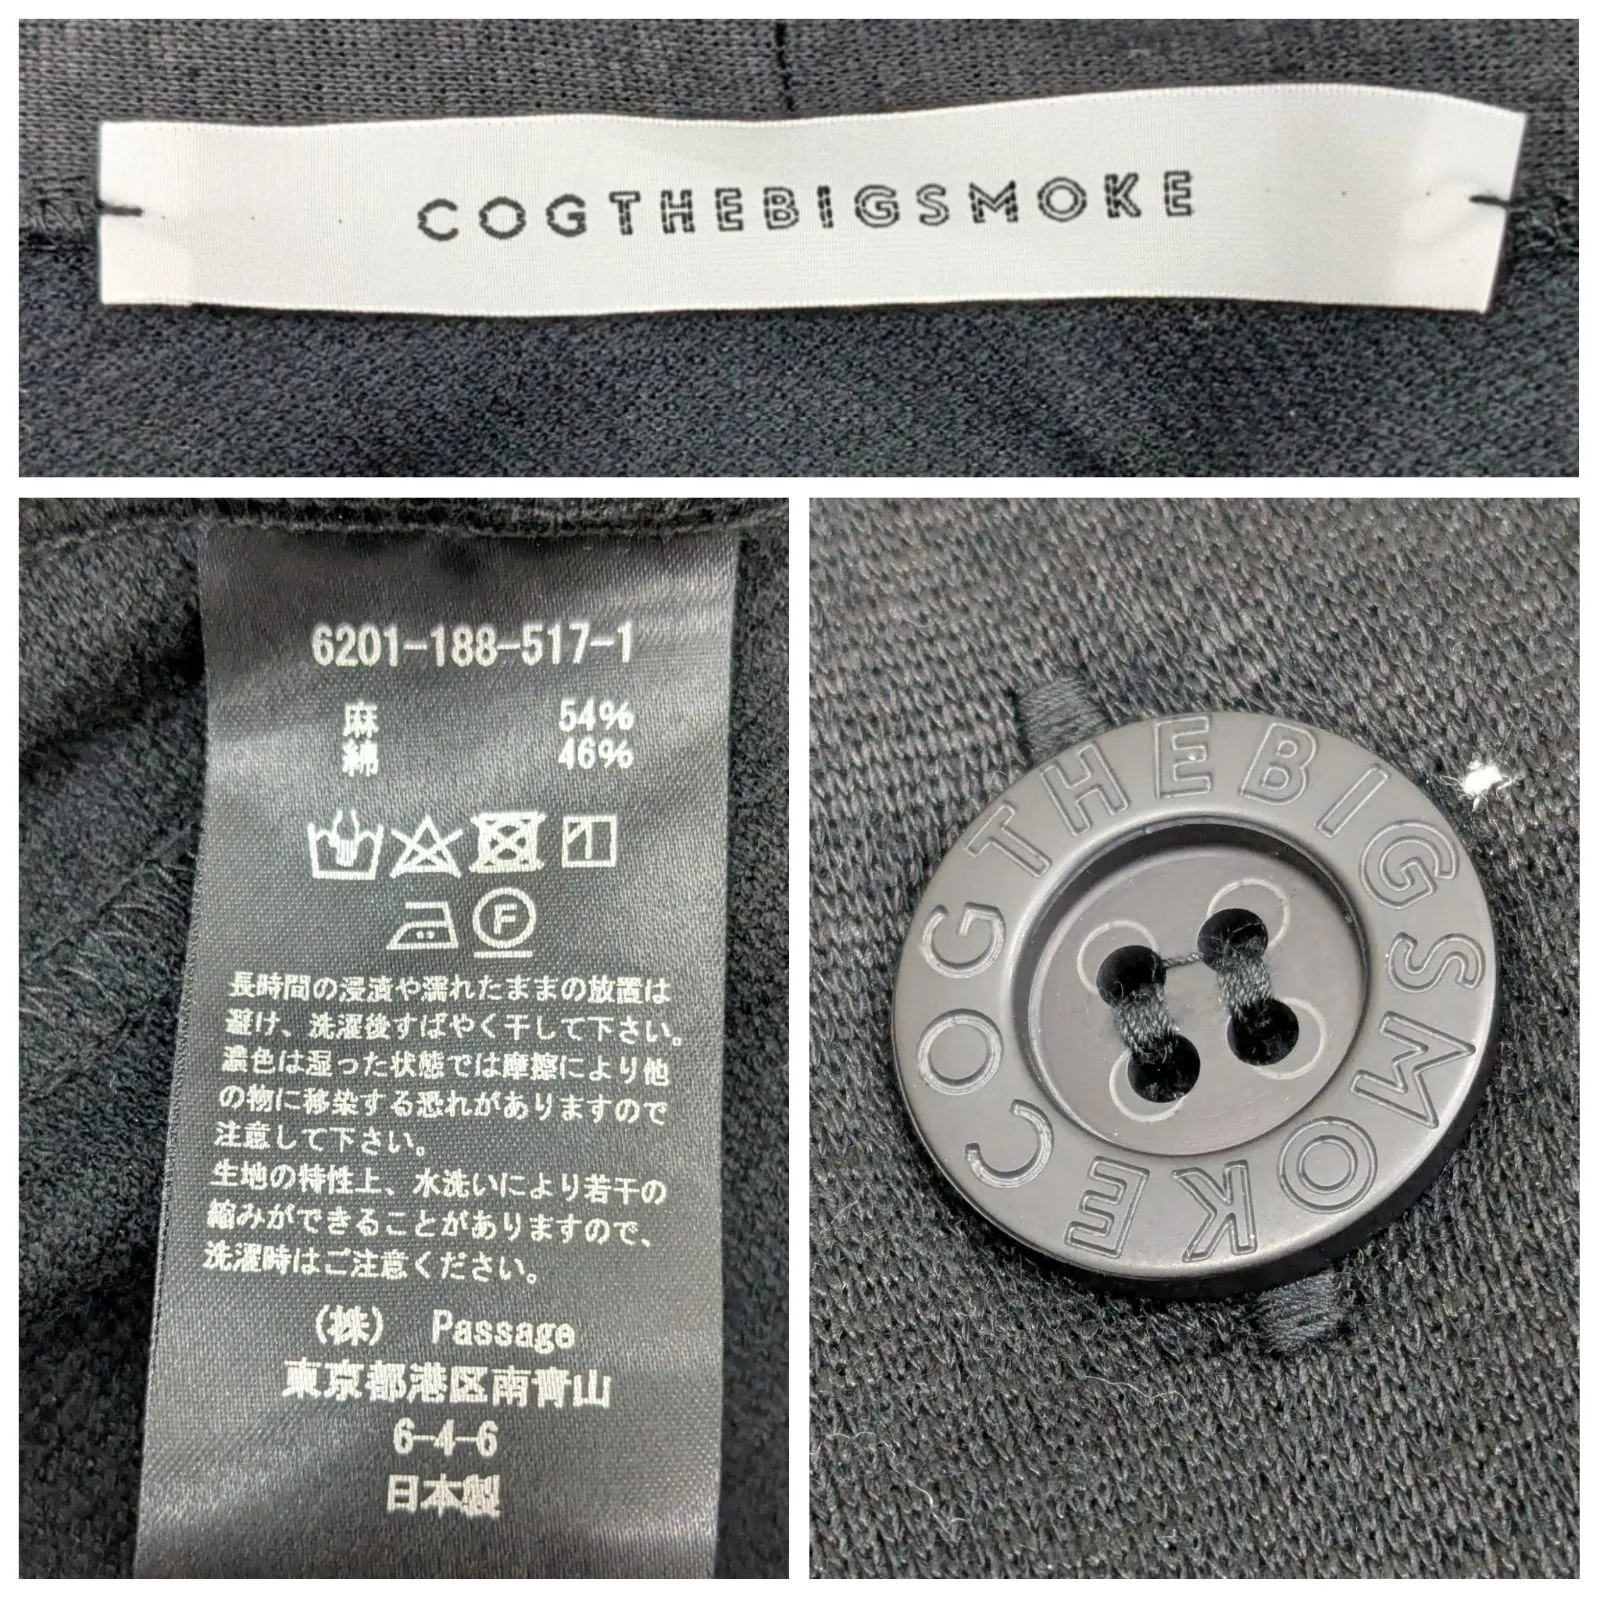 COGTHEBIGSMOKE
6201-188-517-1
麻 54%
綿 46%
F
長時間の浸漬や濡れたままの放置は
避け、洗濯後すばやく干して下さい。
濃色は湿った状態では摩擦により他
の物に移染する恐れがありますので
注意して下さい。
生地の特性上、水洗いにより若干の
縮みがでることがありますので、
洗濯時はご注意ください。
(株) Passage
東京都港区南青山
6-4-6
日本製
COGTHEBIGSMOKE